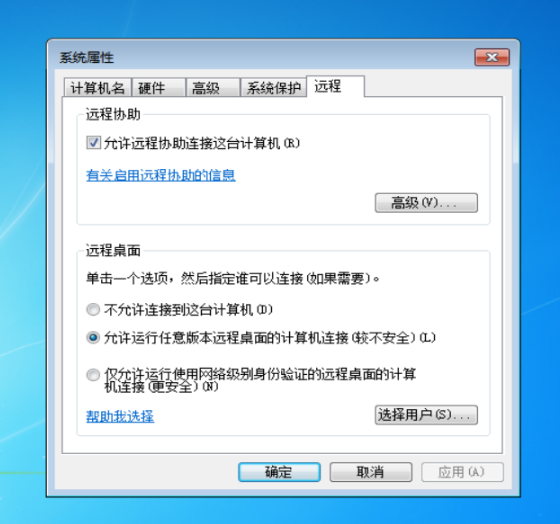 系统属性
计算机名 硬件 高级 系统保护 远程
远程协助
允许远程协助连接这台计算机(R)
有关启用远程协助的信息
高级(V)...
远程桌面
单击一个选项，然后指定谁可以连接(如果需要)。
不允许连接到这台计算机(D)
允许运行任意版本远程桌面的计算机连接(较不安全)(L)
仅允许运行使用网络级别身份验证的远程桌面的计算
机连接(更安全)(N)
帮助我选择 选择用户(S)...
确定 取消 应用(A)